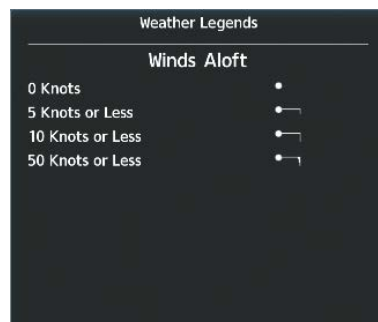 Weather Legends
Winds Aloft
0 Knots
5 Knots or Less
10 Knots or Less
50 Knots or Less